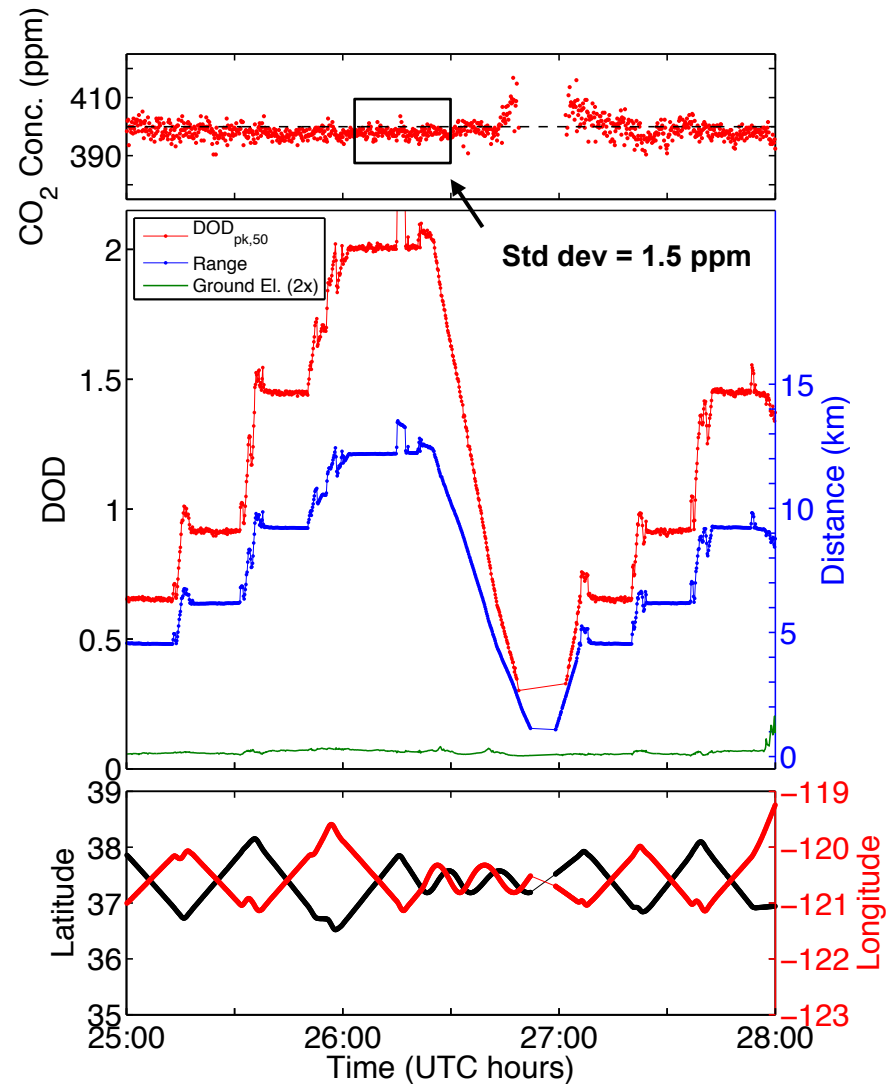 CO2 Conc. (ppm)
410
390
Std dev = 1.5 ppm
DODpk,50
Range
Ground El. (2x)
DOD
2
1.5
1
0.5
0
Distance (km)
15
10
5
0
Latitude
39
38
37
36
35
Longitude
−119
−120
−121
−122
−123
25:00
26:00
27:00
28:00
Time (UTC hours)